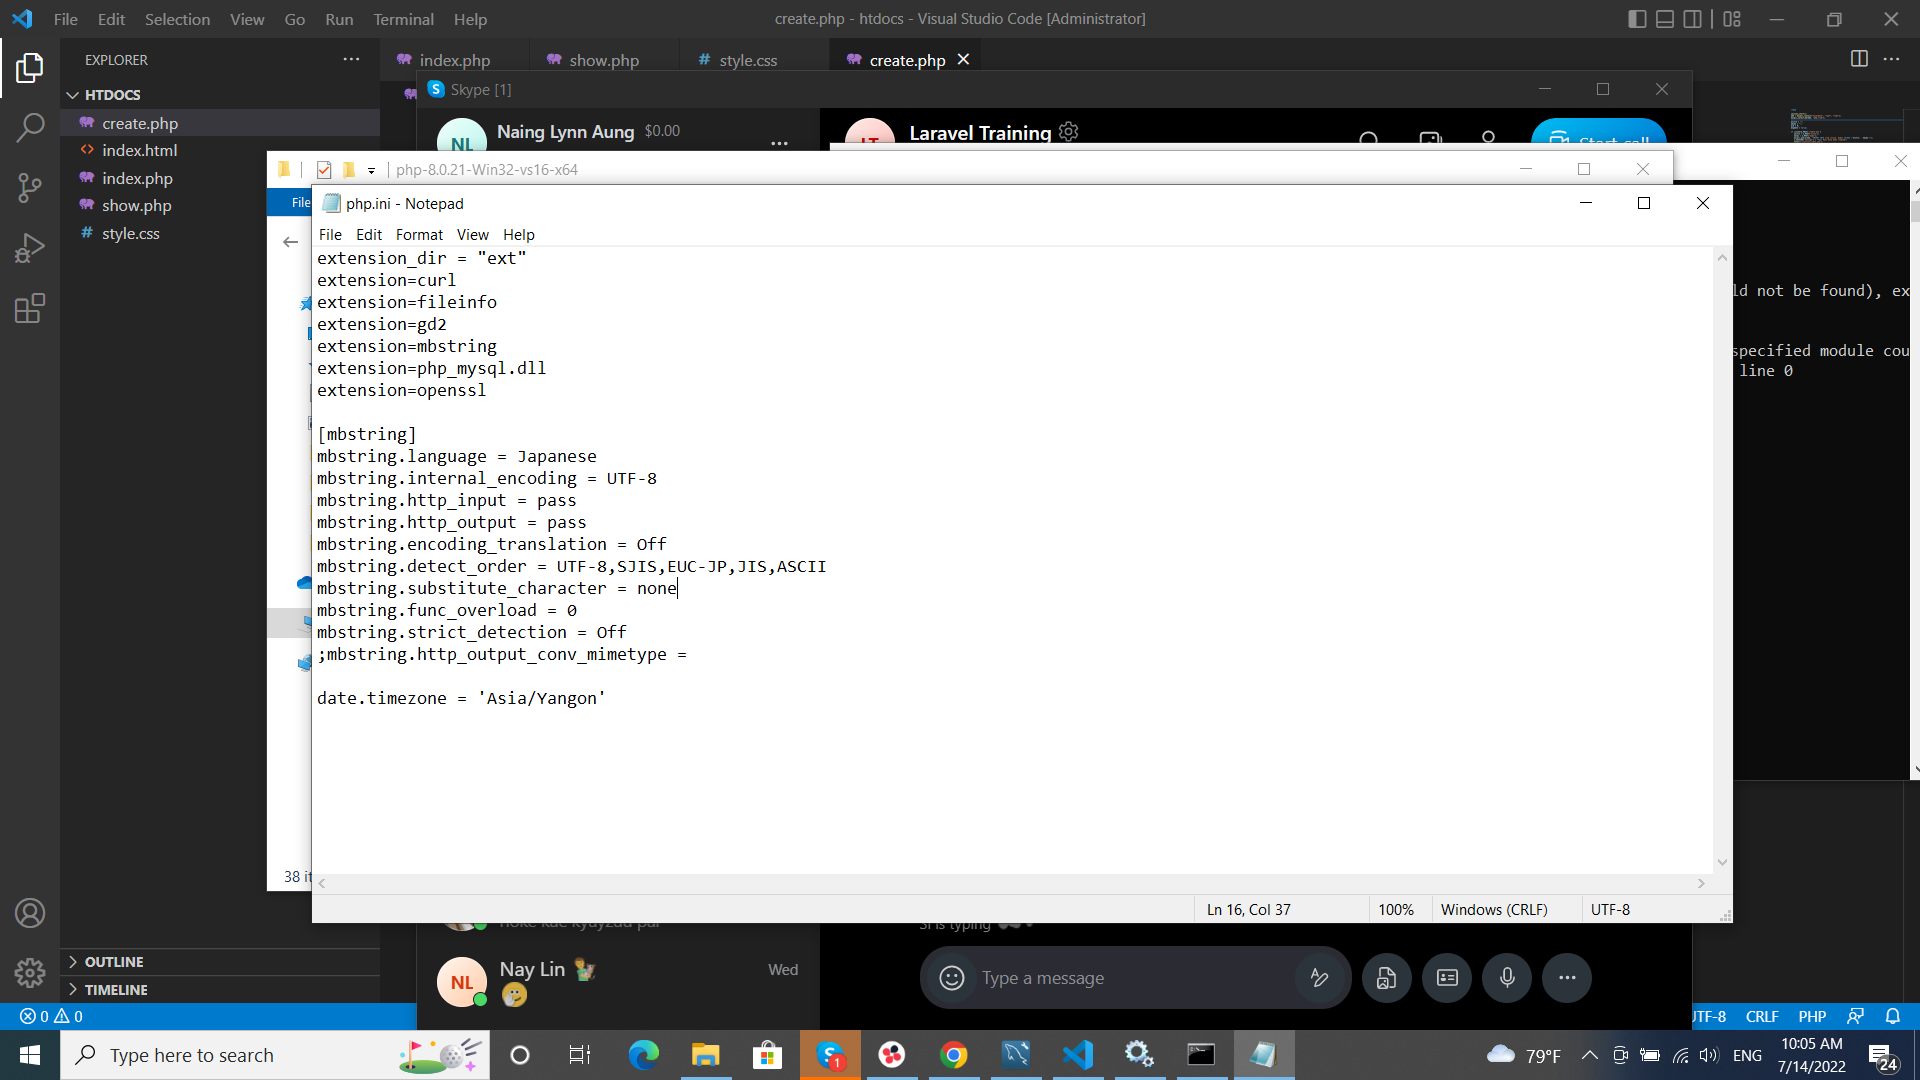 File Edit Selection View Go Run Terminal Help
create.php - htdocs - Visual Studio Code [Administrator]
EXPLORER
index.php
show.php
# style.css
create.php
HTDOCS
create.php
index.html
index.php
show.php
# style.css
Skype [1]
Naing Lynn Aung $0.00
NL
Laravel Training
Start call
php-8.0.21-Win32-vs16-x64
File
php.ini - Notepad
File Edit Format View Help
extension_dir = "ext"
extension=curl
extension=fileinfo
extension=gd2
extension=mbstring
extension=php_mysql.dll
extension=openssl
[mbstring]
mbstring.language = Japanese
mbstring.internal_encoding = UTF-8
mbstring.http_input = pass
mbstring.http_output = pass
mbstring.encoding_translation = Off
mbstring.detect_order = UTF-8,SJIS,EUC-JP,JIS,ASCII
mbstring.substitute_character = none
mbstring.func_overload = 0
mbstring.strict_detection = Off
;mbstring.http_output_conv_mimetype =
date.timezone = 'Asia/Yangon'
ld not be found), ex
specified module cou
line 0
38 it
Ln 16, Col 37
100%
Windows (CRLF)
UTF-8
is typing
Nay Lin
Wed
NL
Type a message
OUTLINE
TIMELINE
0 0
UTF-8 CRLF PHP
Type here to search
1
79°F
ENG
10:05 AM
7/14/2022
24